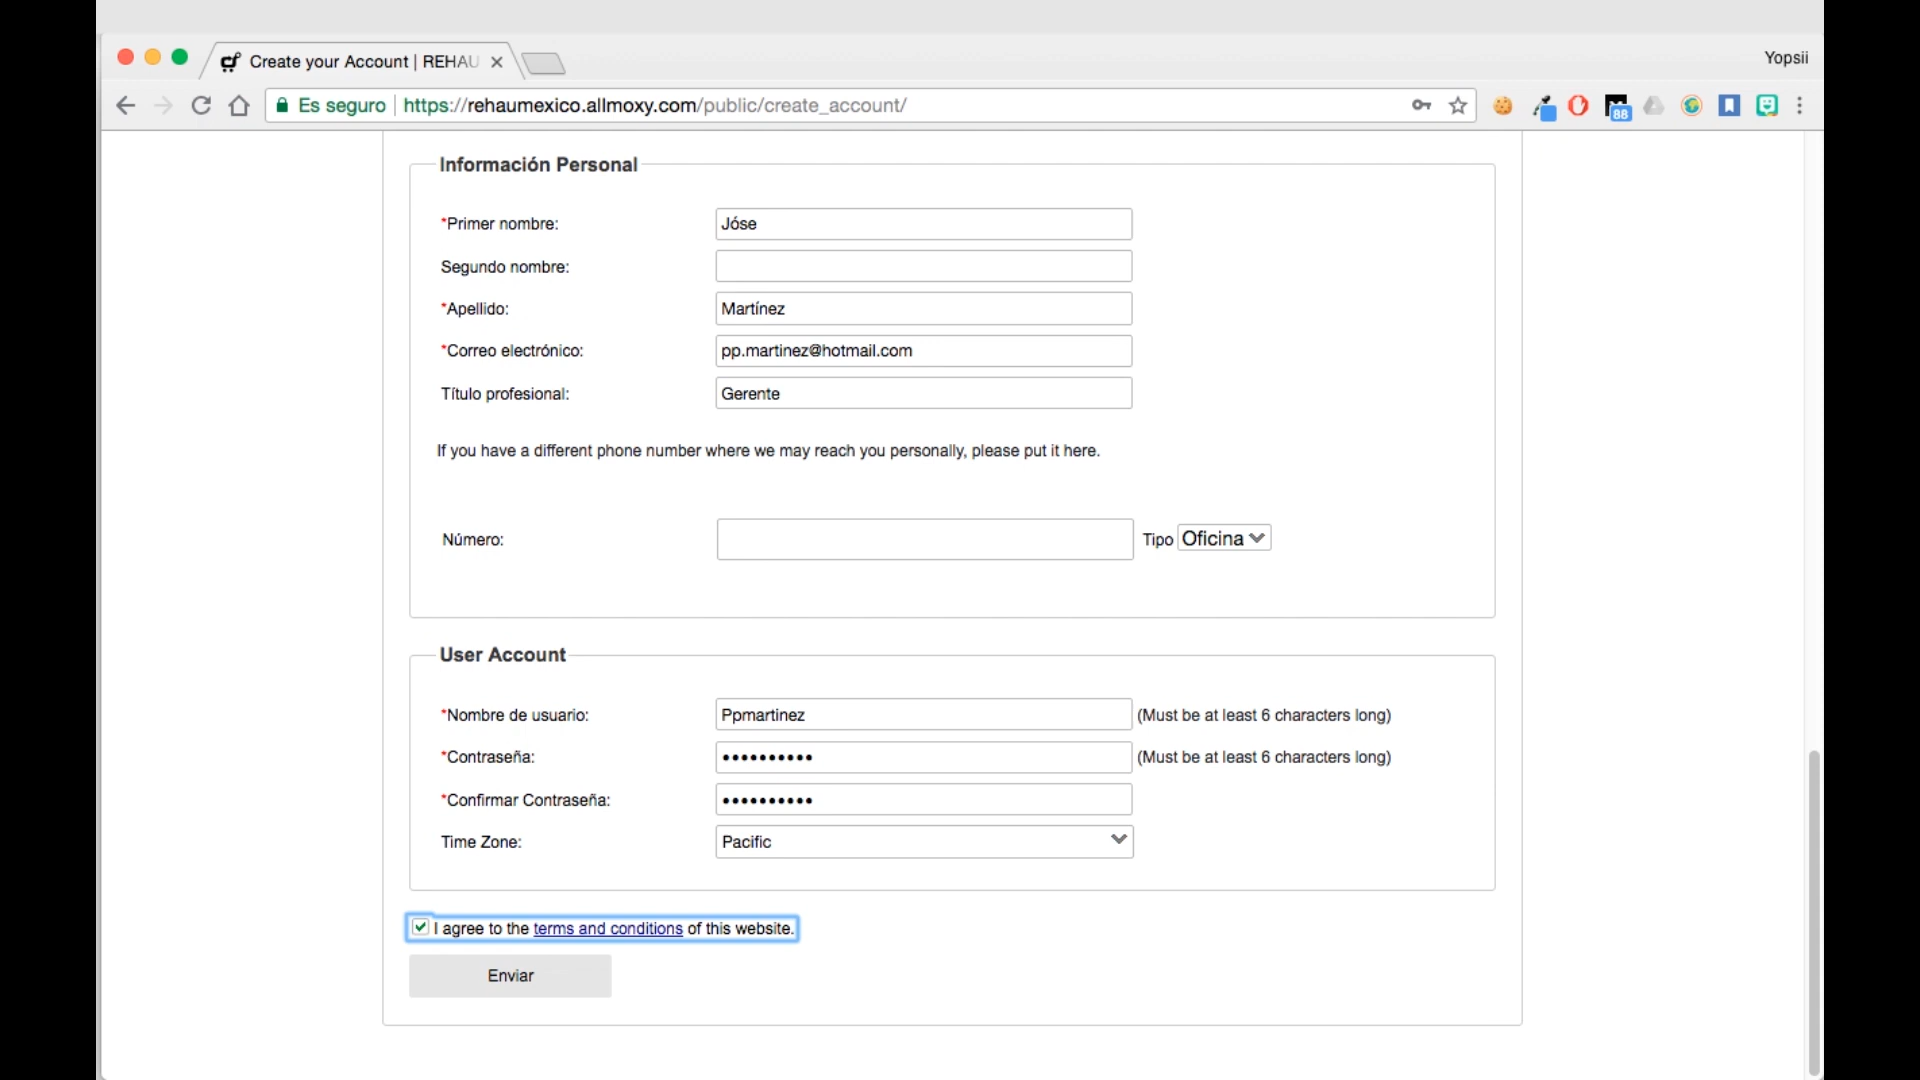 Create your Account | REHAU
Yopsii
Es seguro https://rehaumexico.allmoxy.com/public/create_account/
88
Información Personal
*Primer nombre: Jóse
Segundo nombre:
*Apellido: Martínez
*Correo electrónico: pp.martinez@hotmail.com
Título profesional: Gerente
If you have a different phone number where we may reach you personally, please put it here.
Número: Tipo Oficina
User Account
*Nombre de usuario: Ppmartinez (Must be at least 6 characters long)
*Contraseña: •••••••••• (Must be at least 6 characters long)
*Confirmar Contraseña: ••••••••••
Time Zone: Pacific
I agree to the terms and conditions of this website.
Enviar